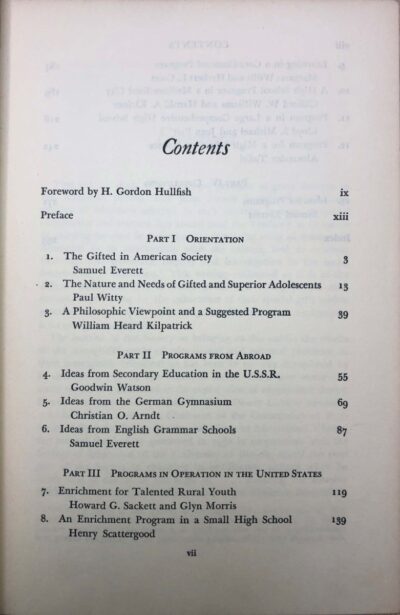 Contents
Foreword by H. Gordon Hullfish ix
Preface xiii
PART I ORIENTATION
1. The Gifted in American Society 3
Samuel Everett
2. The Nature and Needs of Gifted and Superior Adolescents 13
Paul Witty
3. A Philosophic Viewpoint and a Suggested Program 39
William Heard Kilpatrick
PART II PROGRAMS FROM ABROAD
4. Ideas from Secondary Education in the U.S.S.R. 55
Goodwin Watson
5. Ideas from the German Gymnasium 69
Christian O. Arndt
6. Ideas from English Grammar Schools 87
Samuel Everett
PART III PROGRAMS IN OPERATION IN THE UNITED STATES
7. Enrichment for Talented Rural Youth 119
Howard G. Sackett and Glyn Morris
8. An Enrichment Program in a Small High School 139
Henry Scattergood
vii